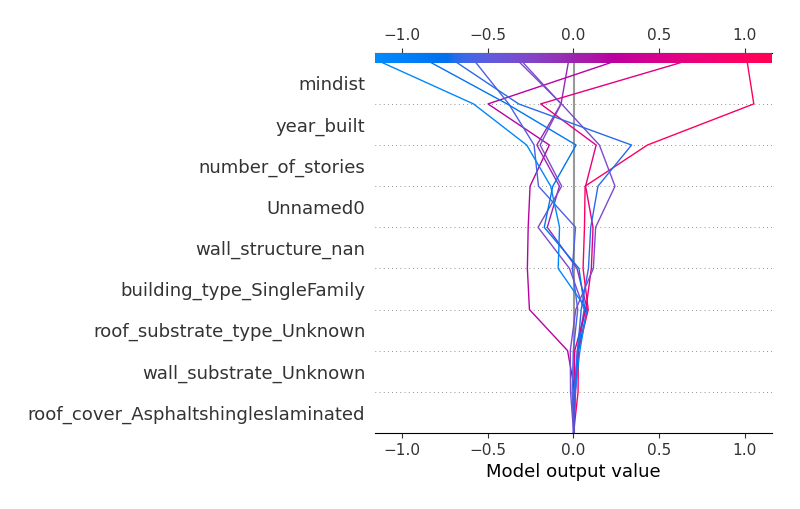 −1.0 −0.5 0.0 0.5 1.0
mindist
year_built
number_of_stories
Unnamed0
wall_structure_nan
building_type_SingleFamily
roof_substrate_type_Unknown
wall_substrate_Unknown
roof_cover_Asphaltshingleslaminated
−1.0 −0.5 0.0 0.5 1.0
Model output value